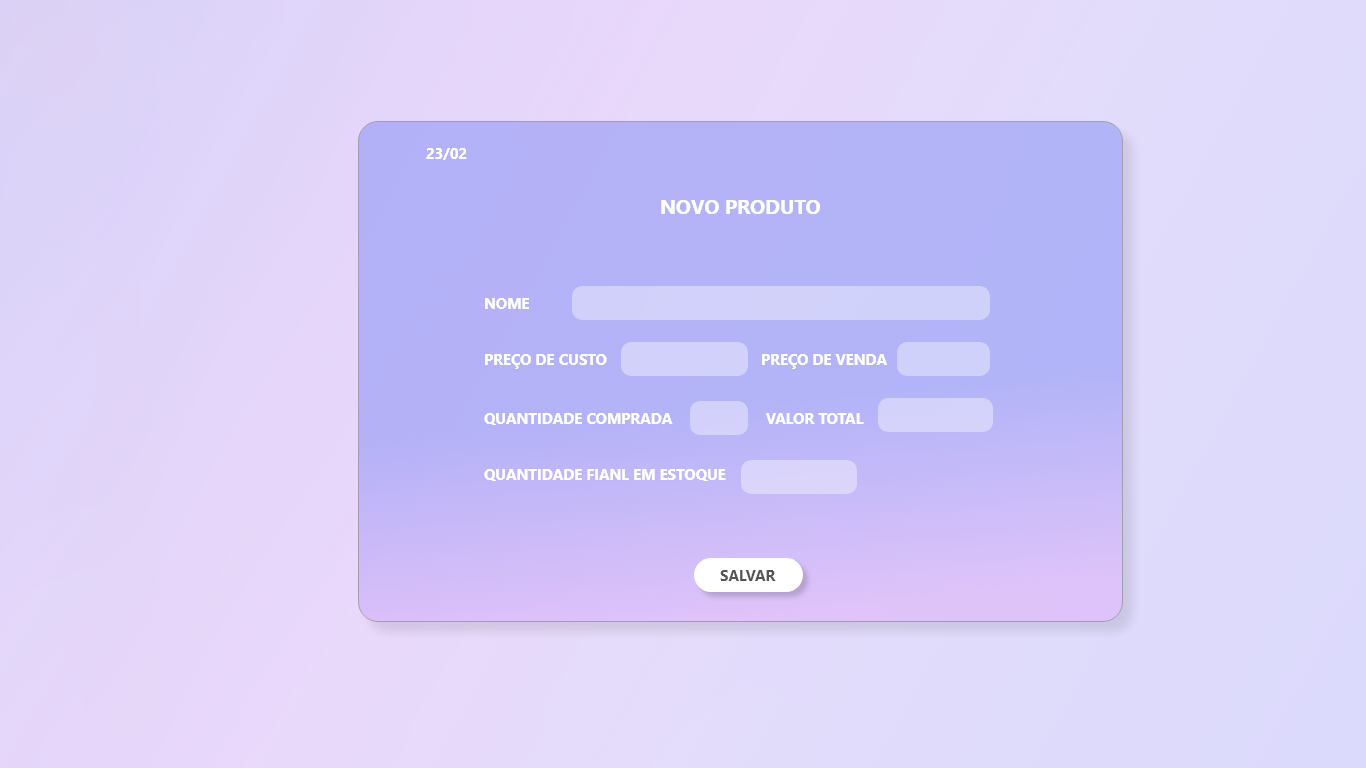 23/02
NOVO PRODUTO
NOME
PREÇO DE CUSTO PREÇO DE VENDA
QUANTIDADE COMPRADA VALOR TOTAL
QUANTIDADE FIANL EM ESTOQUE
SALVAR